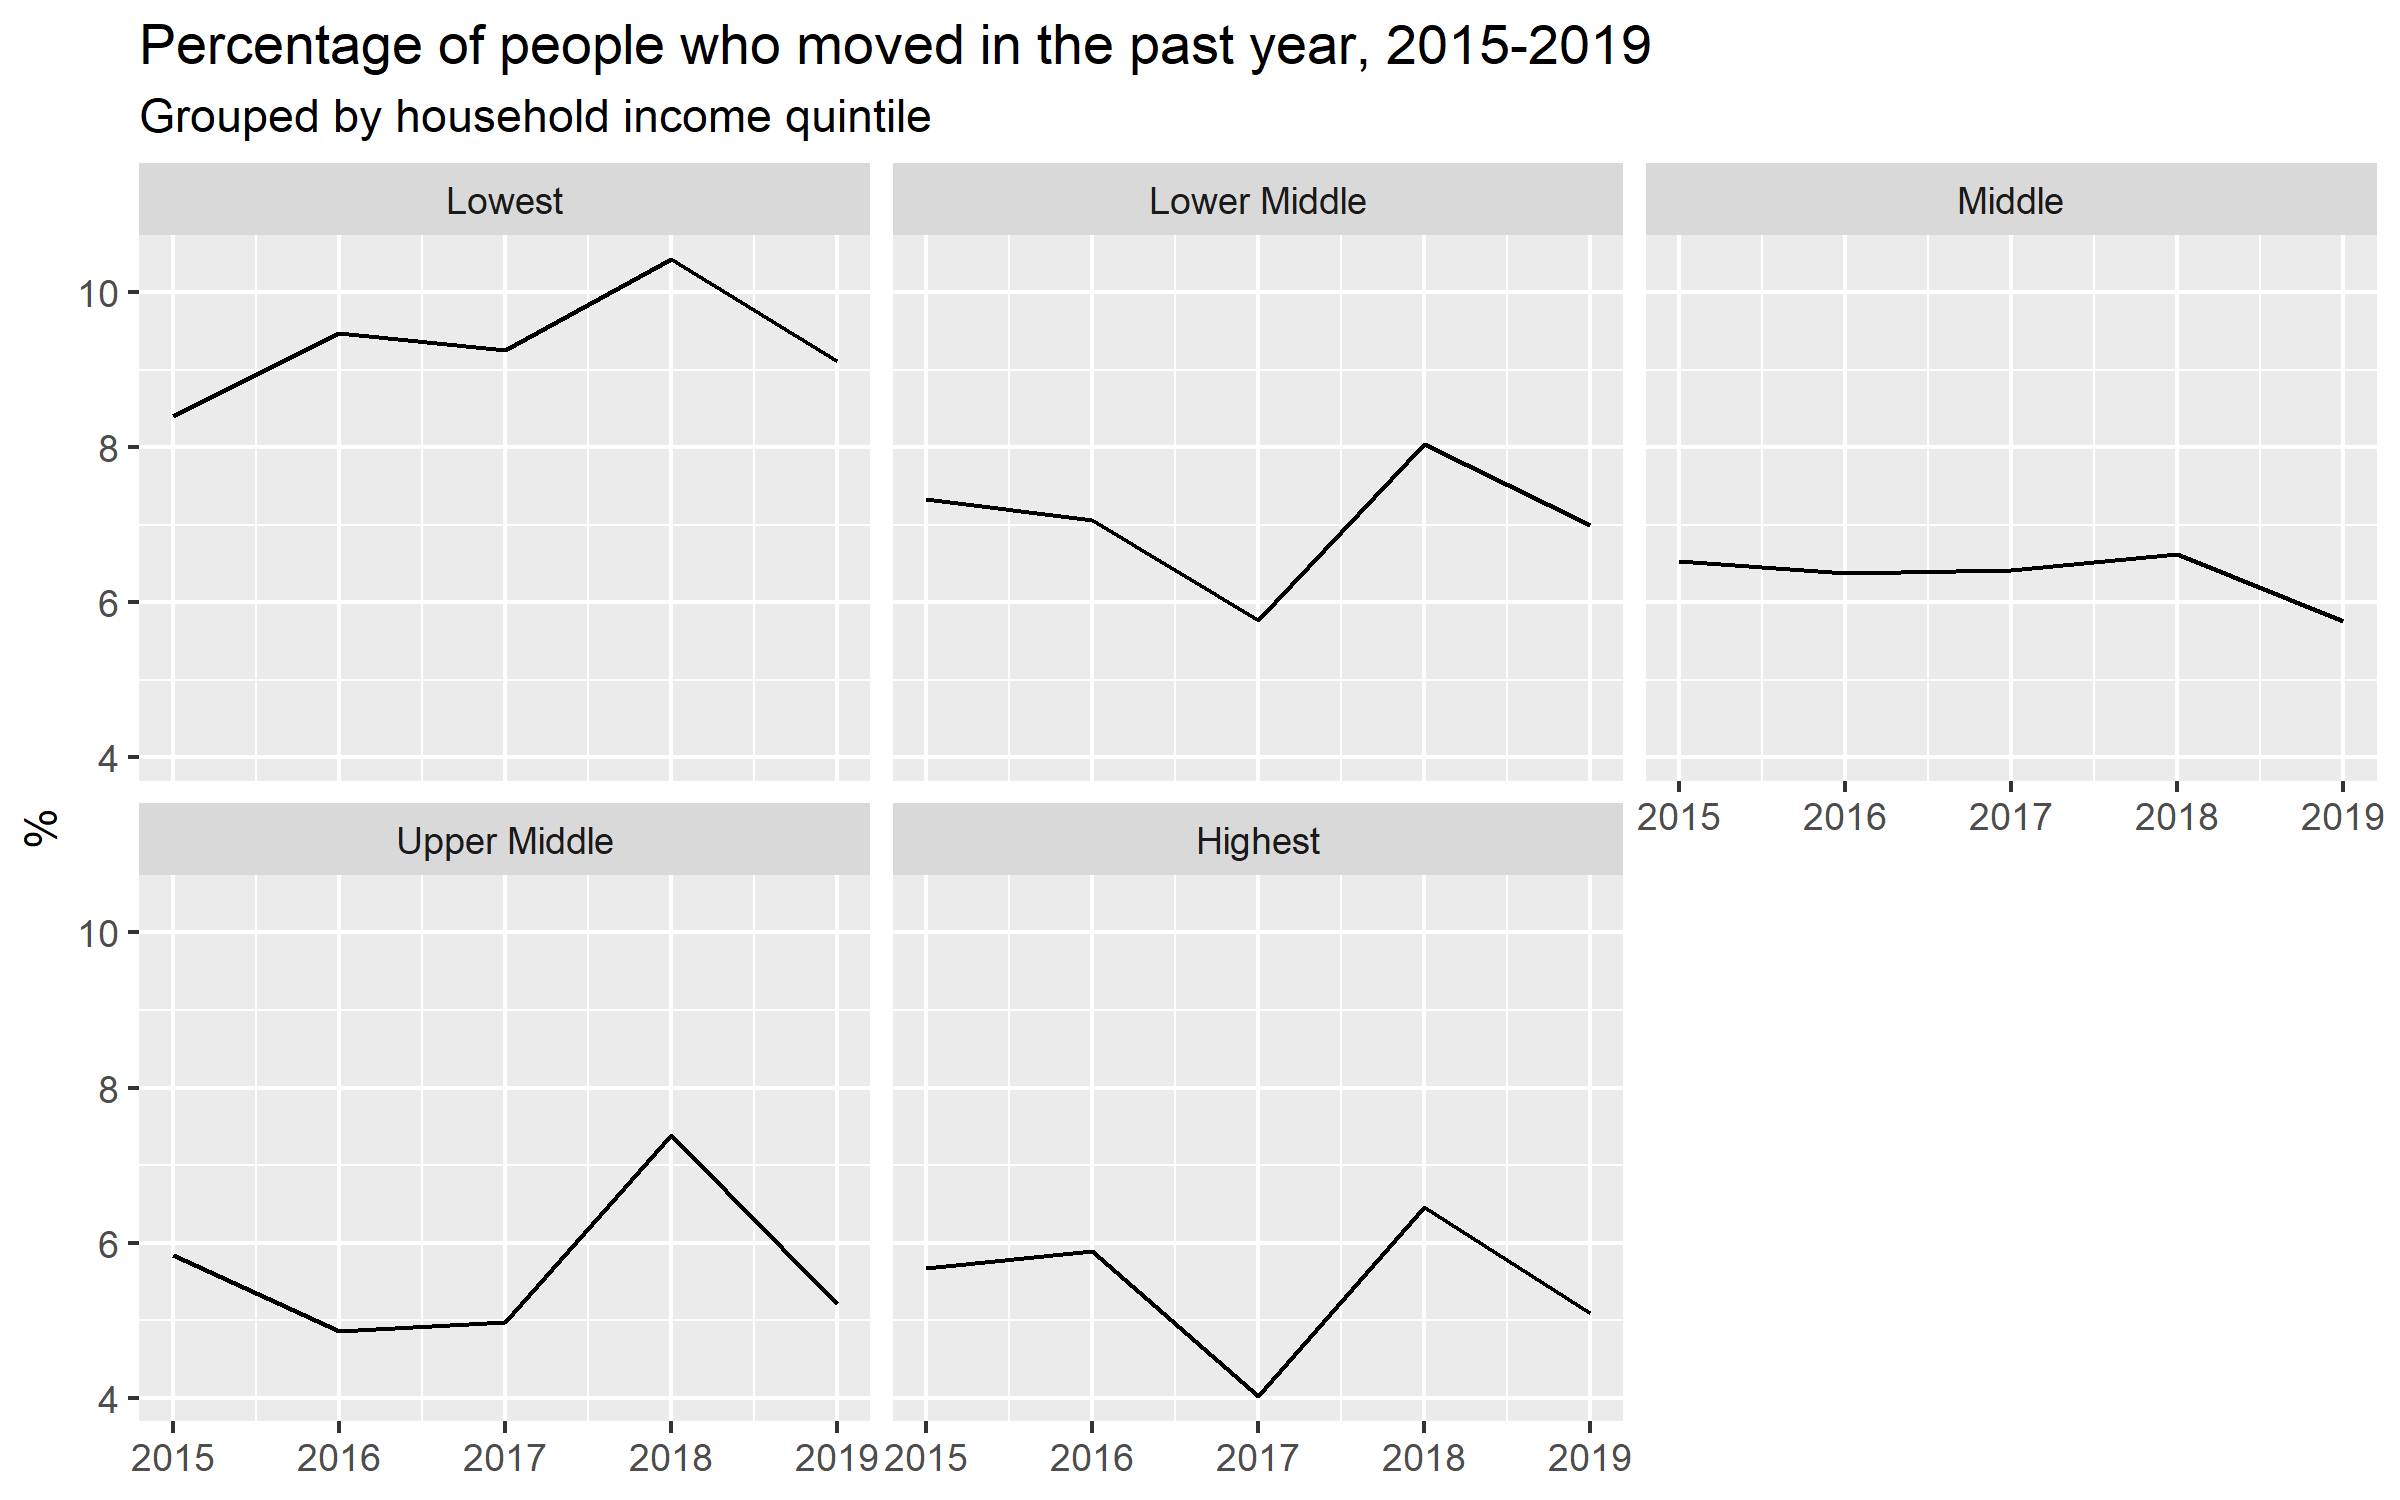 Percentage of people who moved in the past year, 2015-2019
Grouped by household income quintile
Lowest
Lower Middle
Middle
10
8
6
4
2015 2016 2017 2018 2019
%
Upper Middle
Highest
10
8
6
4
2015 2016 2017 2018 2019
2015 2016 2017 2018 2019